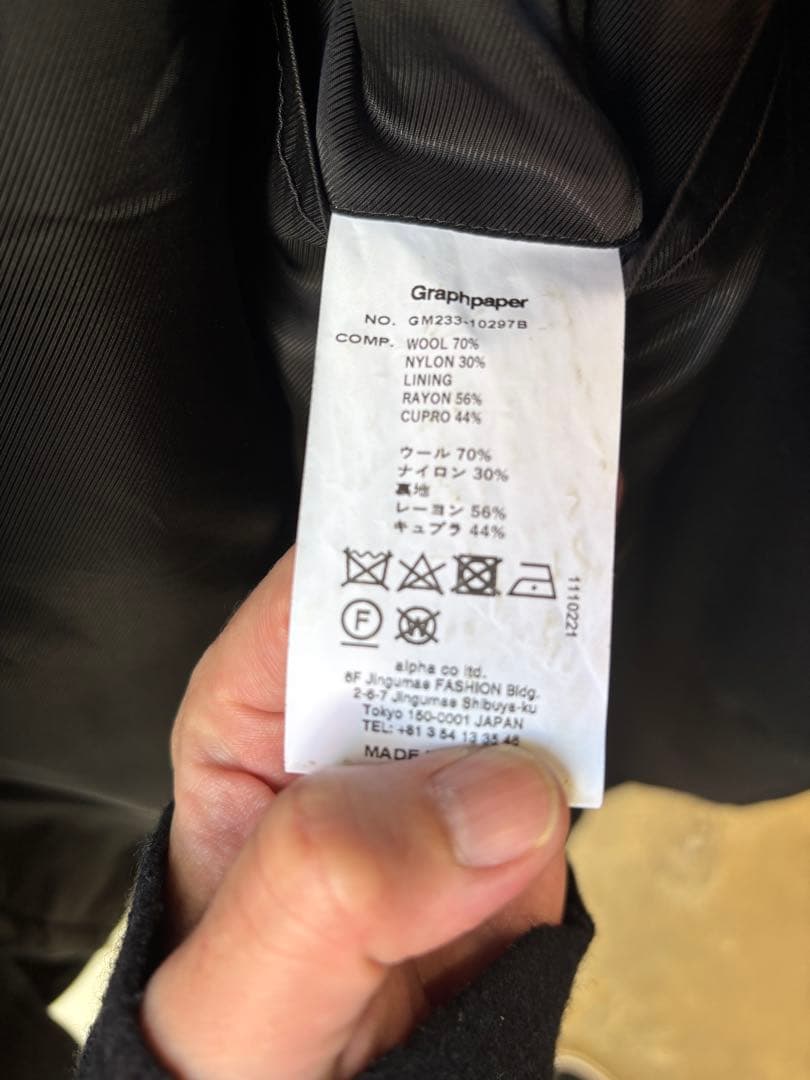 Graphpaper
NO. GM233-10297B
COMP. WOOL 70%
NYLON 30%
LINING
RAYON 56%
CUPRO 44%
ウール 70%
ナイロン 30%
裏地
レーヨン 56%
キュプラ 44%
1110221
F
W
alpha co ltd.
6F Jingumae FASHION Bldg.
2-6-7 Jingumae Shibuya-ku
Tokyo 150-0001 JAPAN
TEL: +81 3 54 13 35 46
MADE